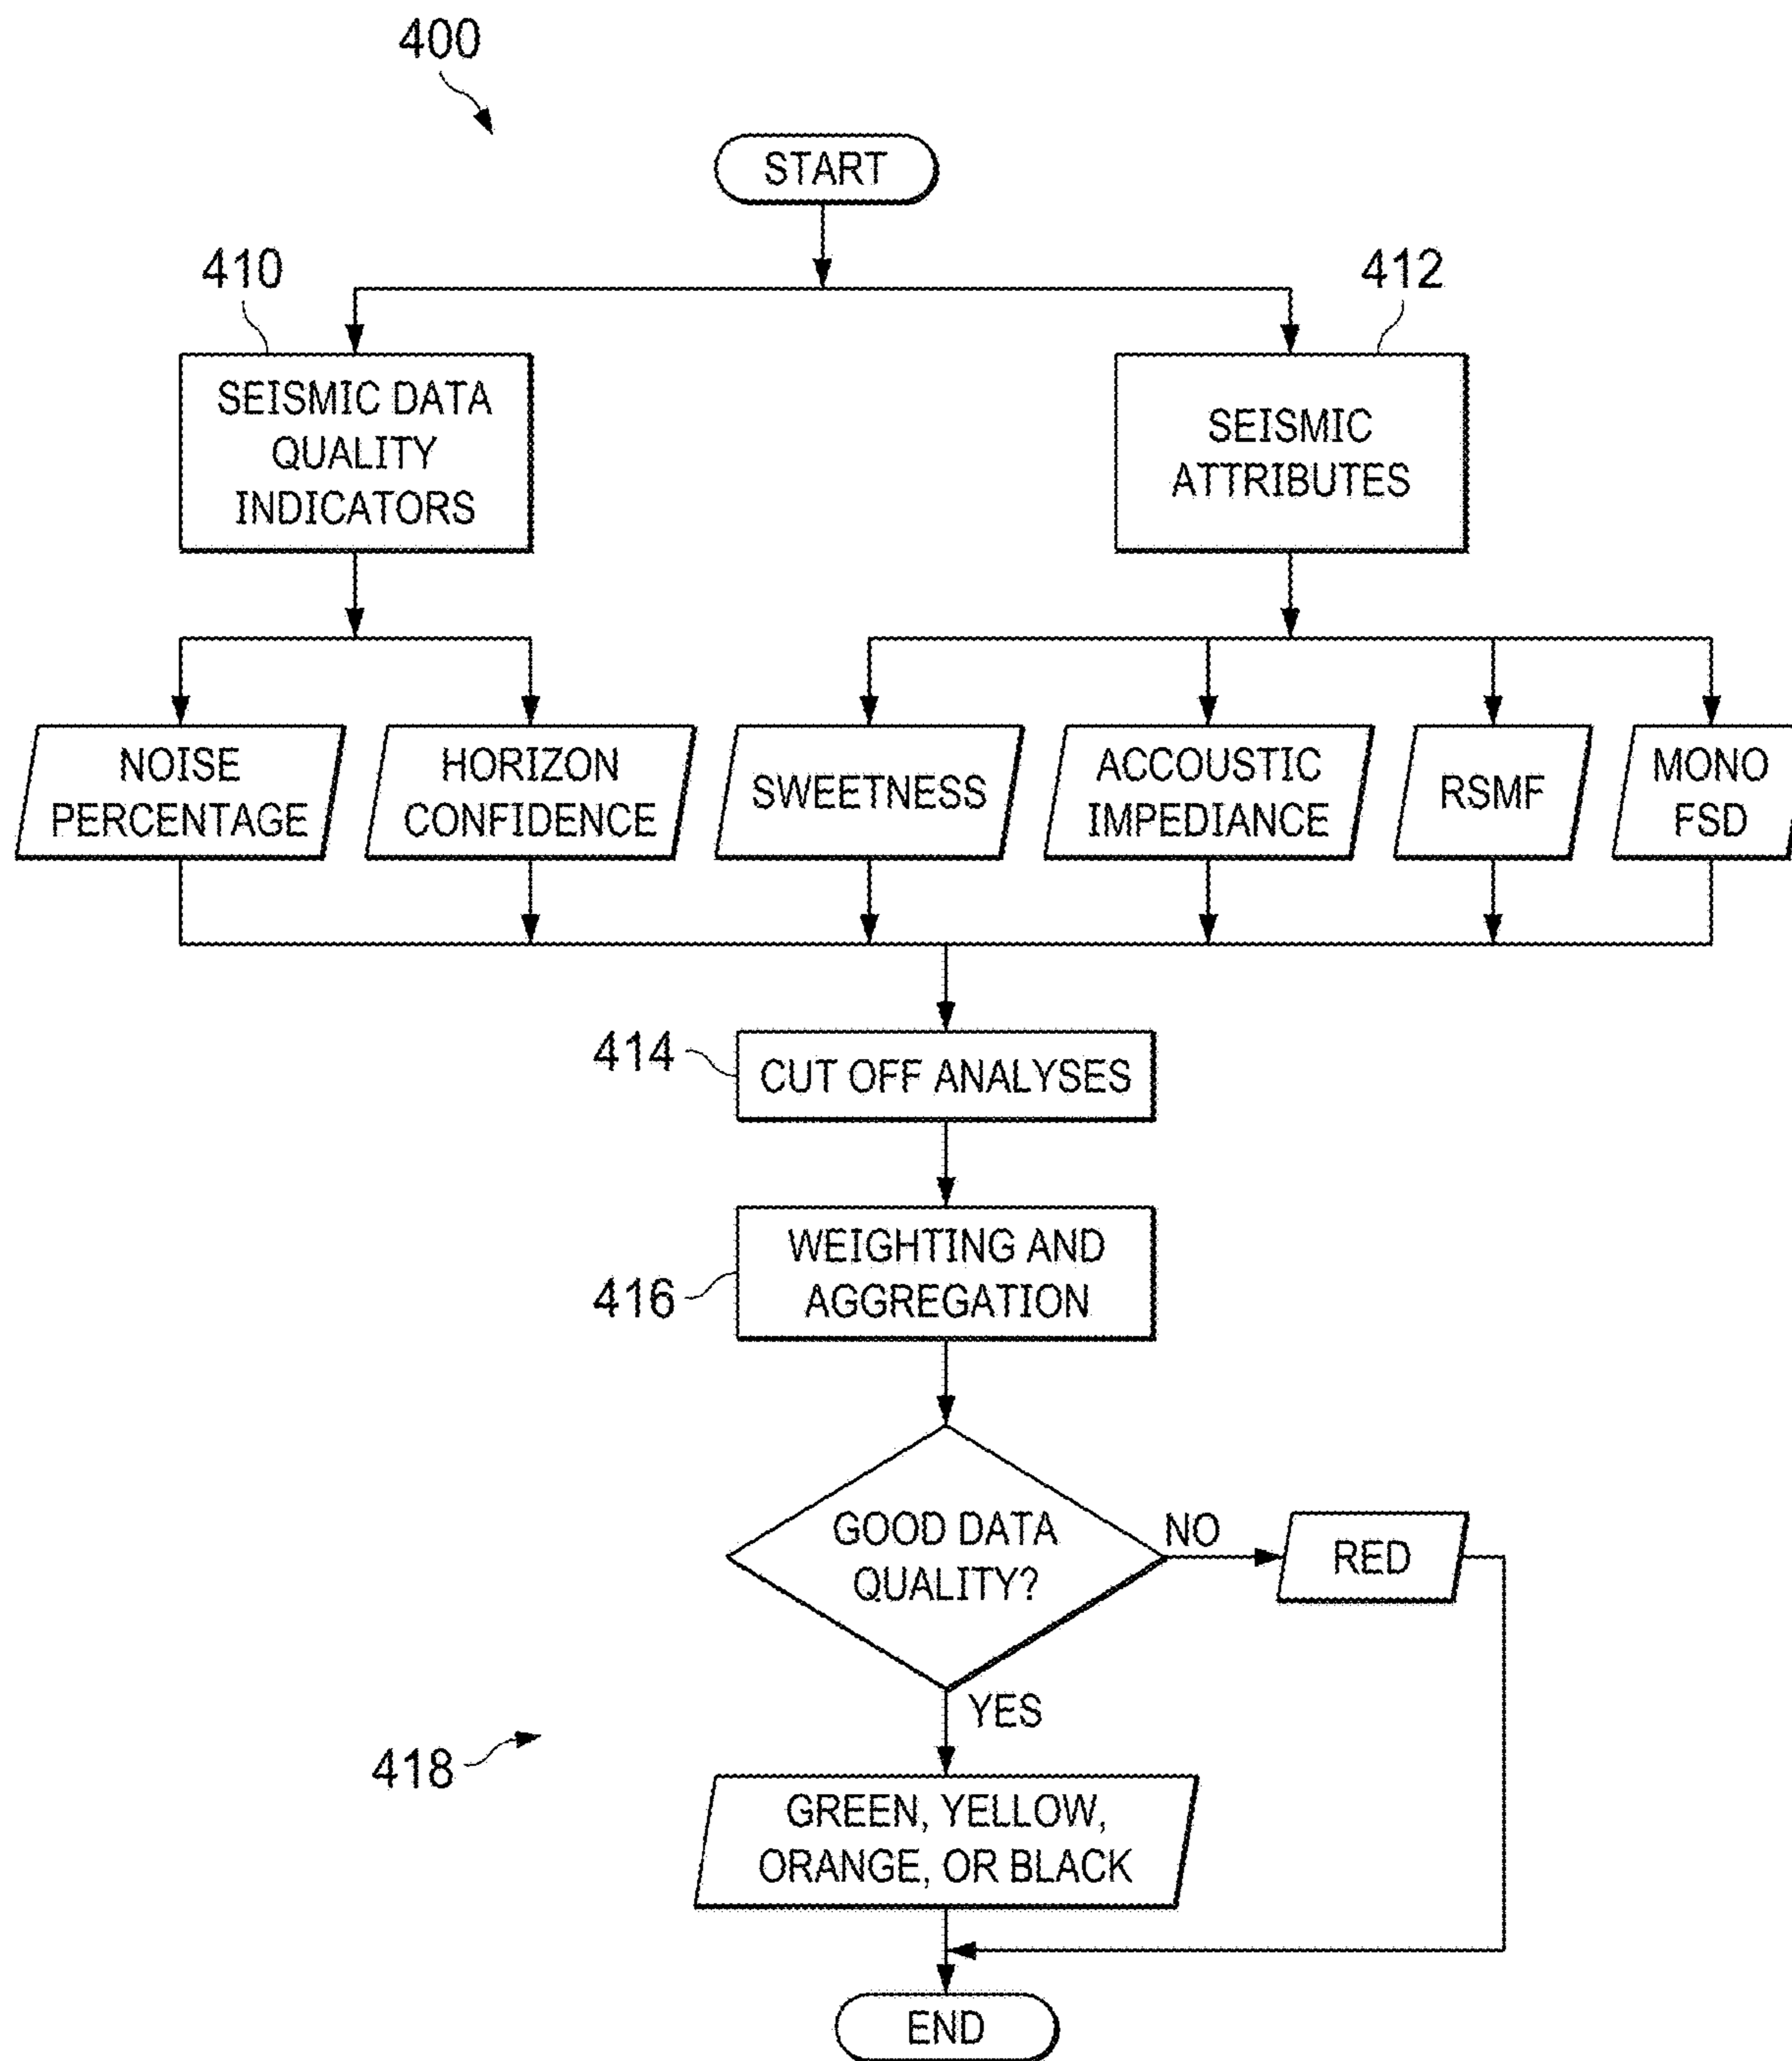 400
START
410
412
SEISMIC DATA
QUALITY
INDICATORS
SEISMIC
ATTRIBUTES
NOISE
PERCENTAGE
HORIZON
CONFIDENCE
SWEETNESS
ACCOUSTIC
IMPEDIANCE
RSMF
MONO
FSD
414
CUT OFF ANALYSES
416
WEIGHTING AND
AGGREGATION
GOOD DATA
QUALITY?
NO
RED
YES
418
GREEN, YELLOW,
ORANGE, OR BLACK
END